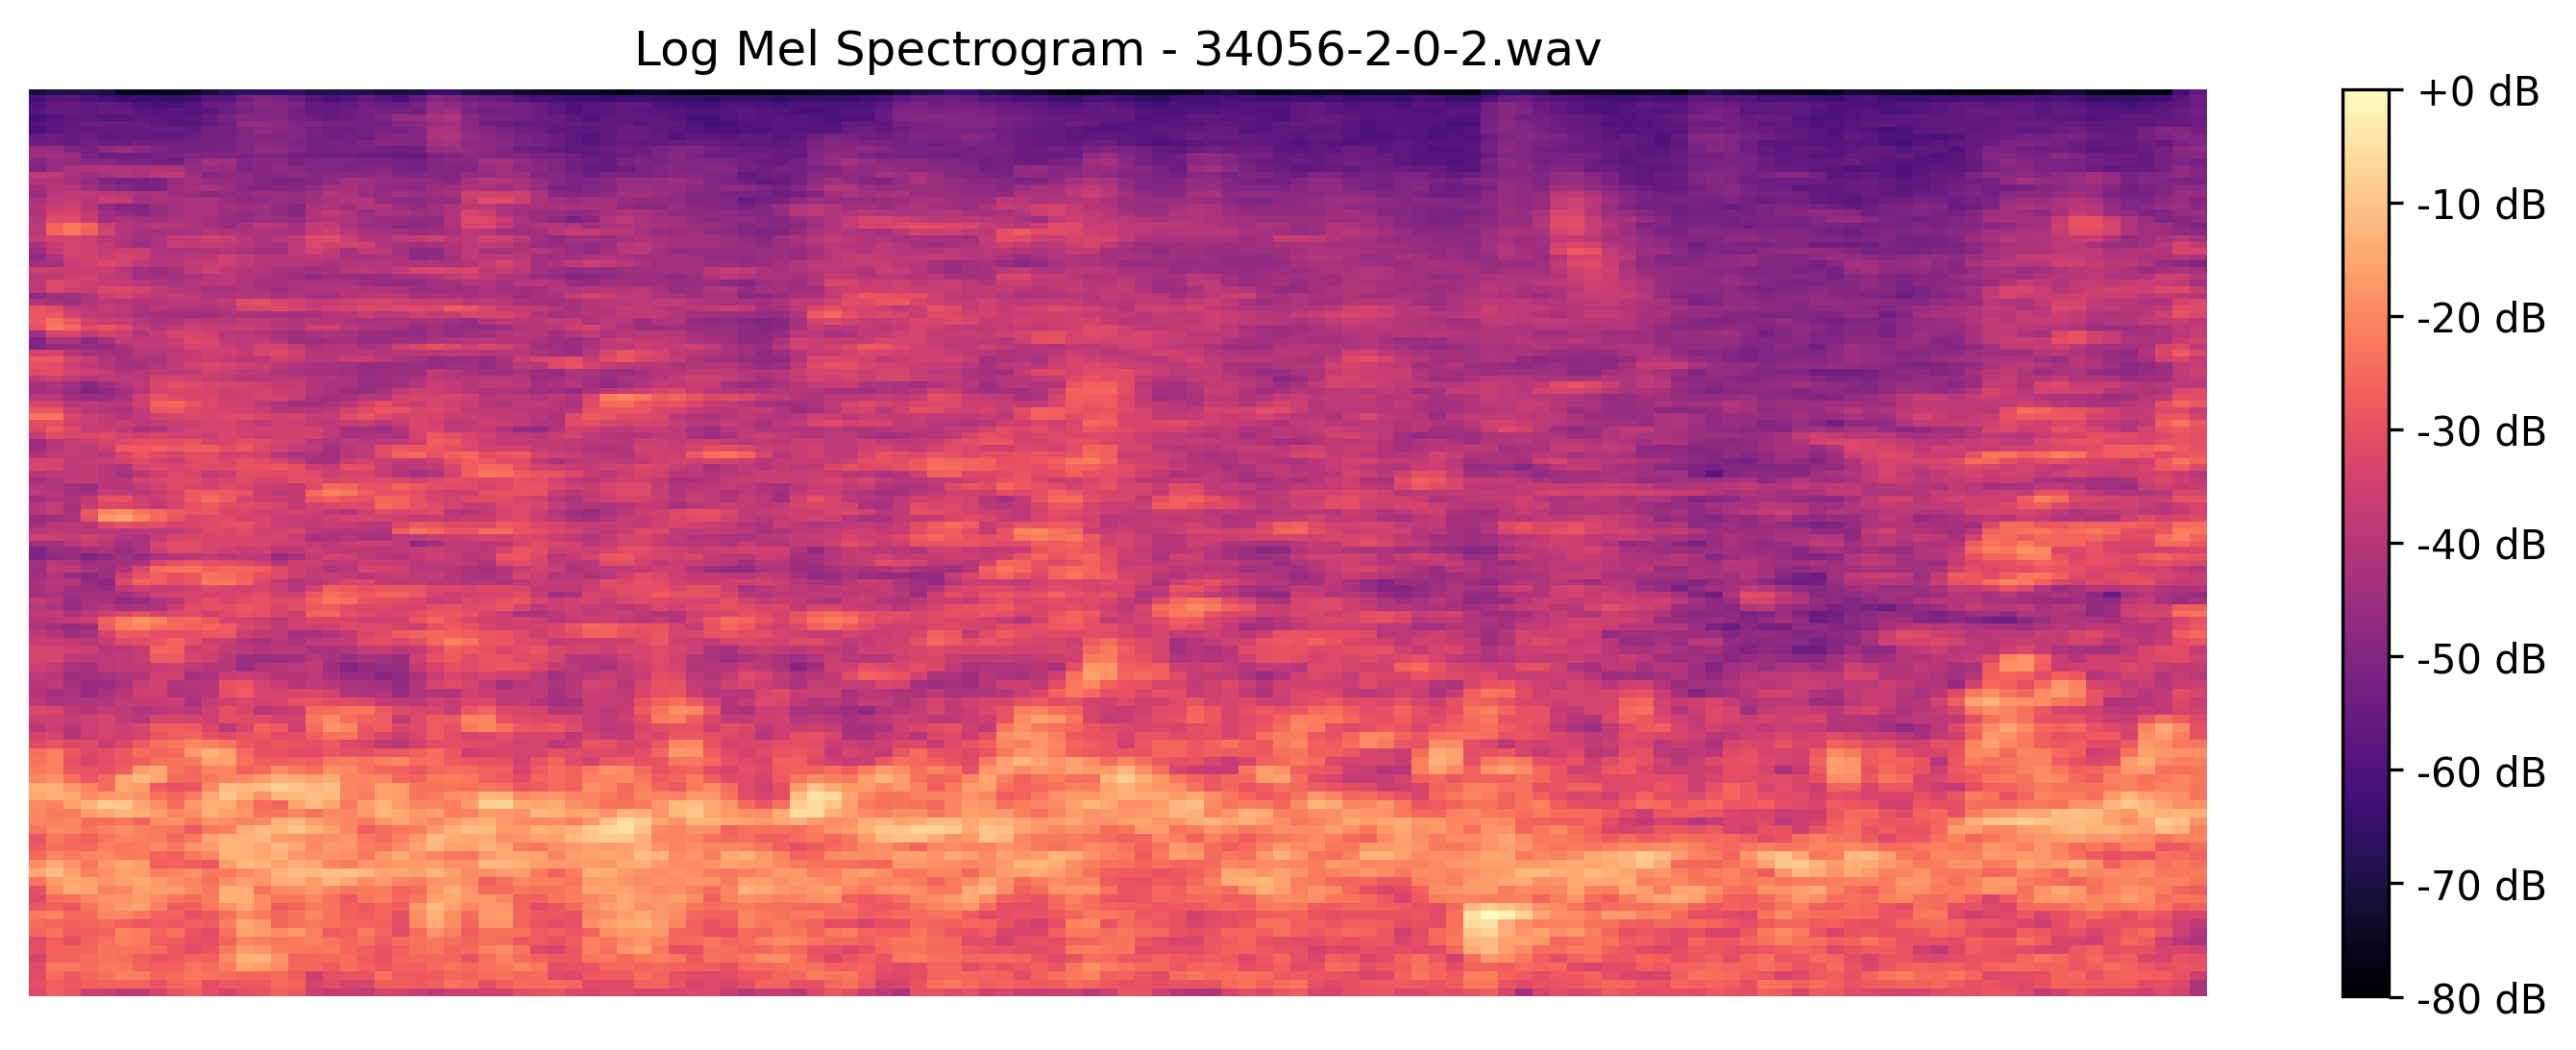 Log Mel Spectrogram - 34056-2-0-2.wav
+0 dB
-10 dB
-20 dB
-30 dB
-40 dB
-50 dB
-60 dB
-70 dB
-80 dB